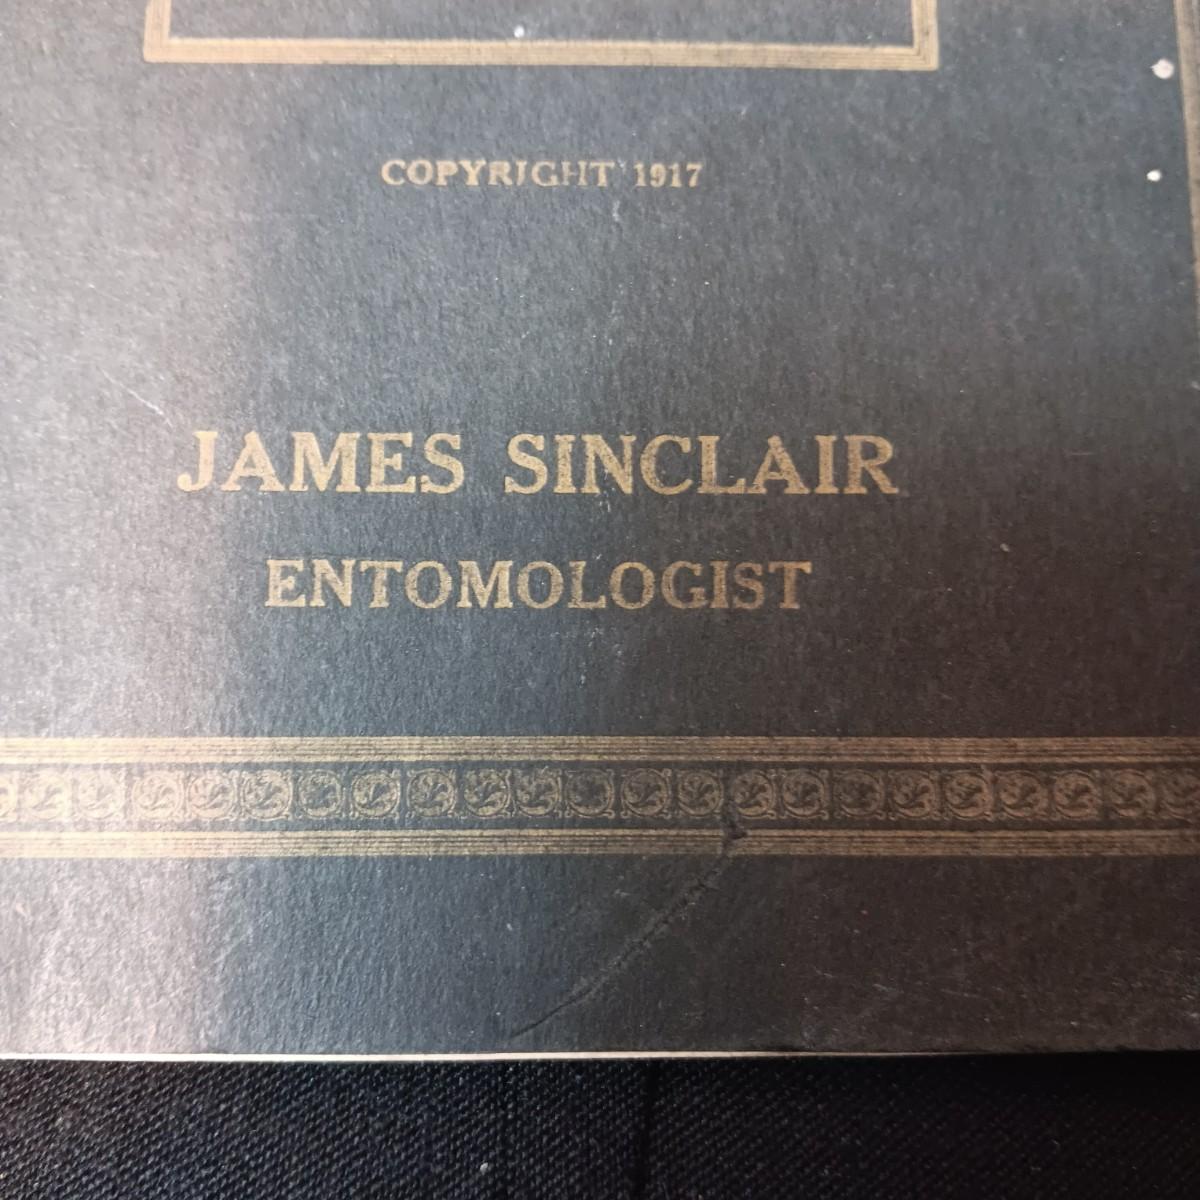 COPYRIGHT 1917
JAMES SINCLAIR
ENTOMOLOGIST